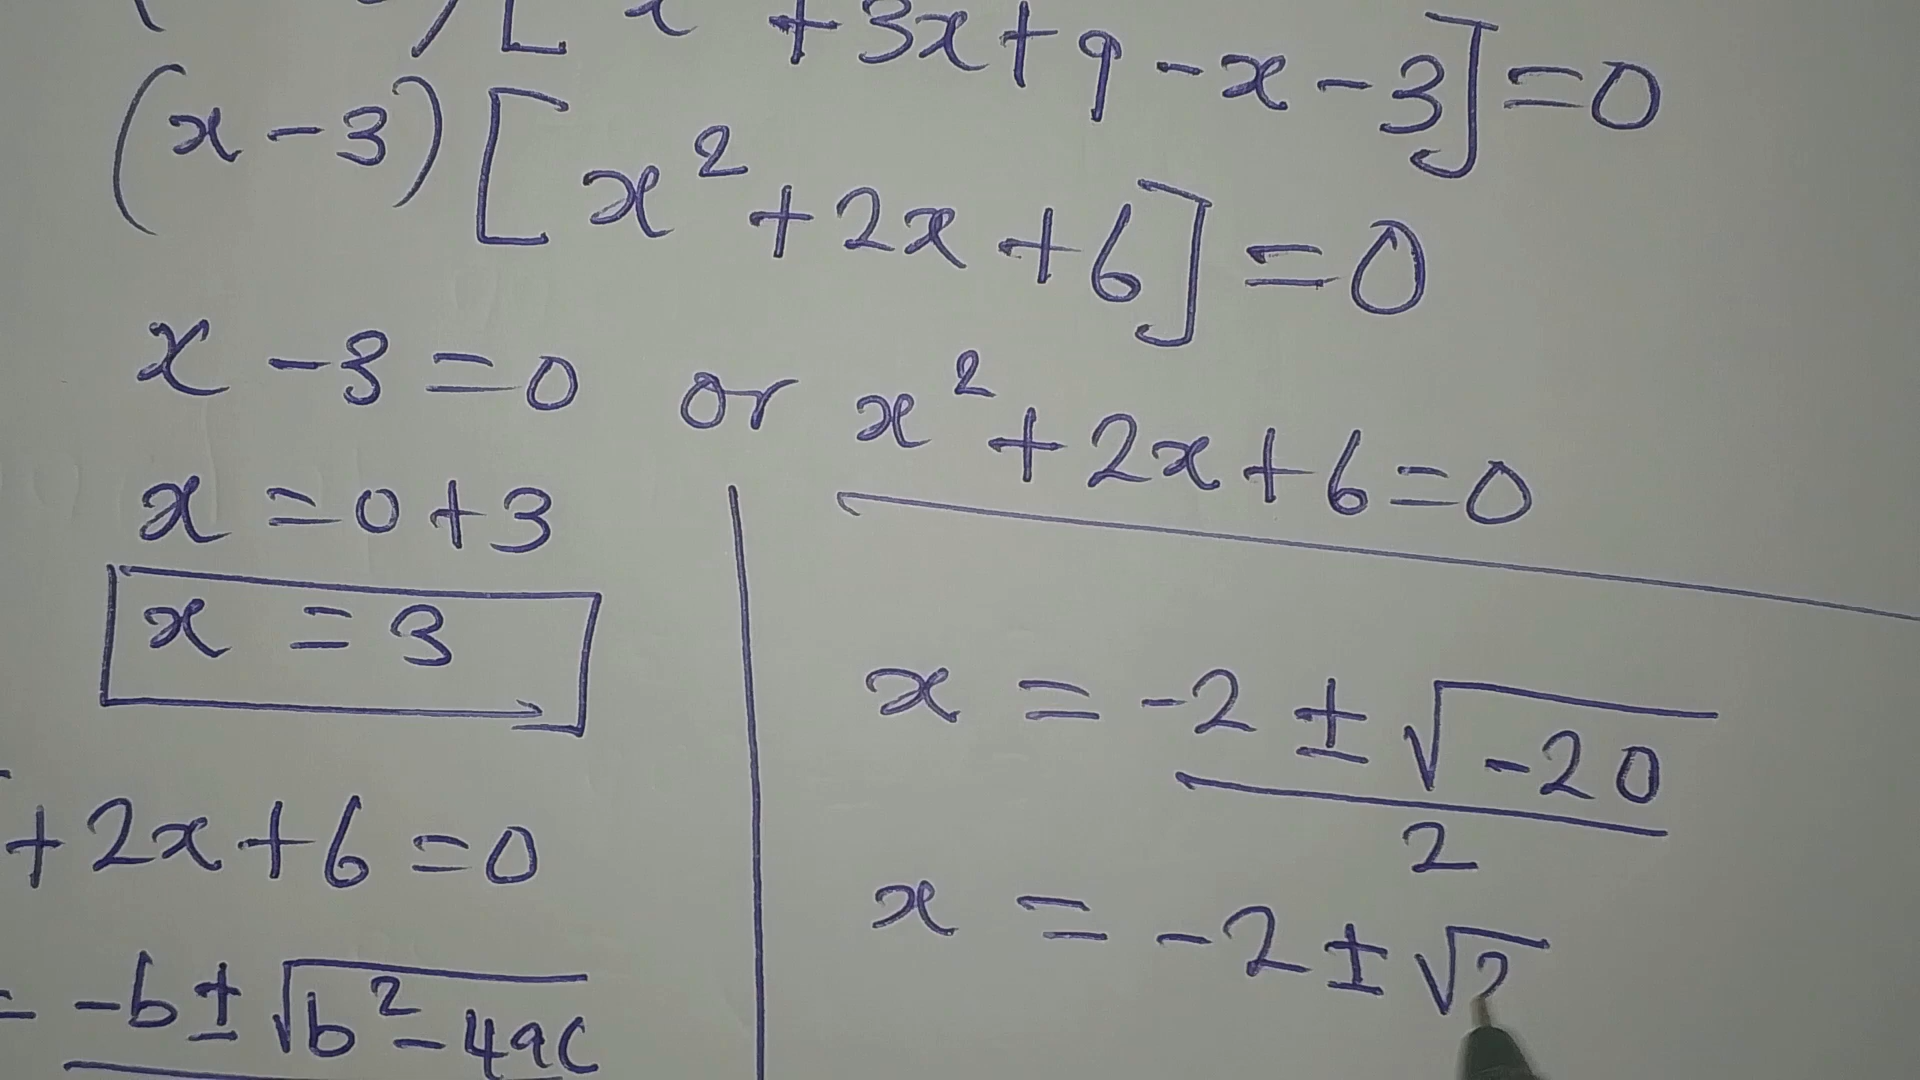 ) [ x + 3x + 9 - x - 3] = 0
(x - 3) [x² + 2x + 6] = 0
x - 3 = 0 or x² + 2x + 6 = 0
x = 0 + 3
x = 3
+ 2x + 6 = 0
= -b ± √b² - 4ac
x = -2 ± √-20
2
x = -2 ± √2